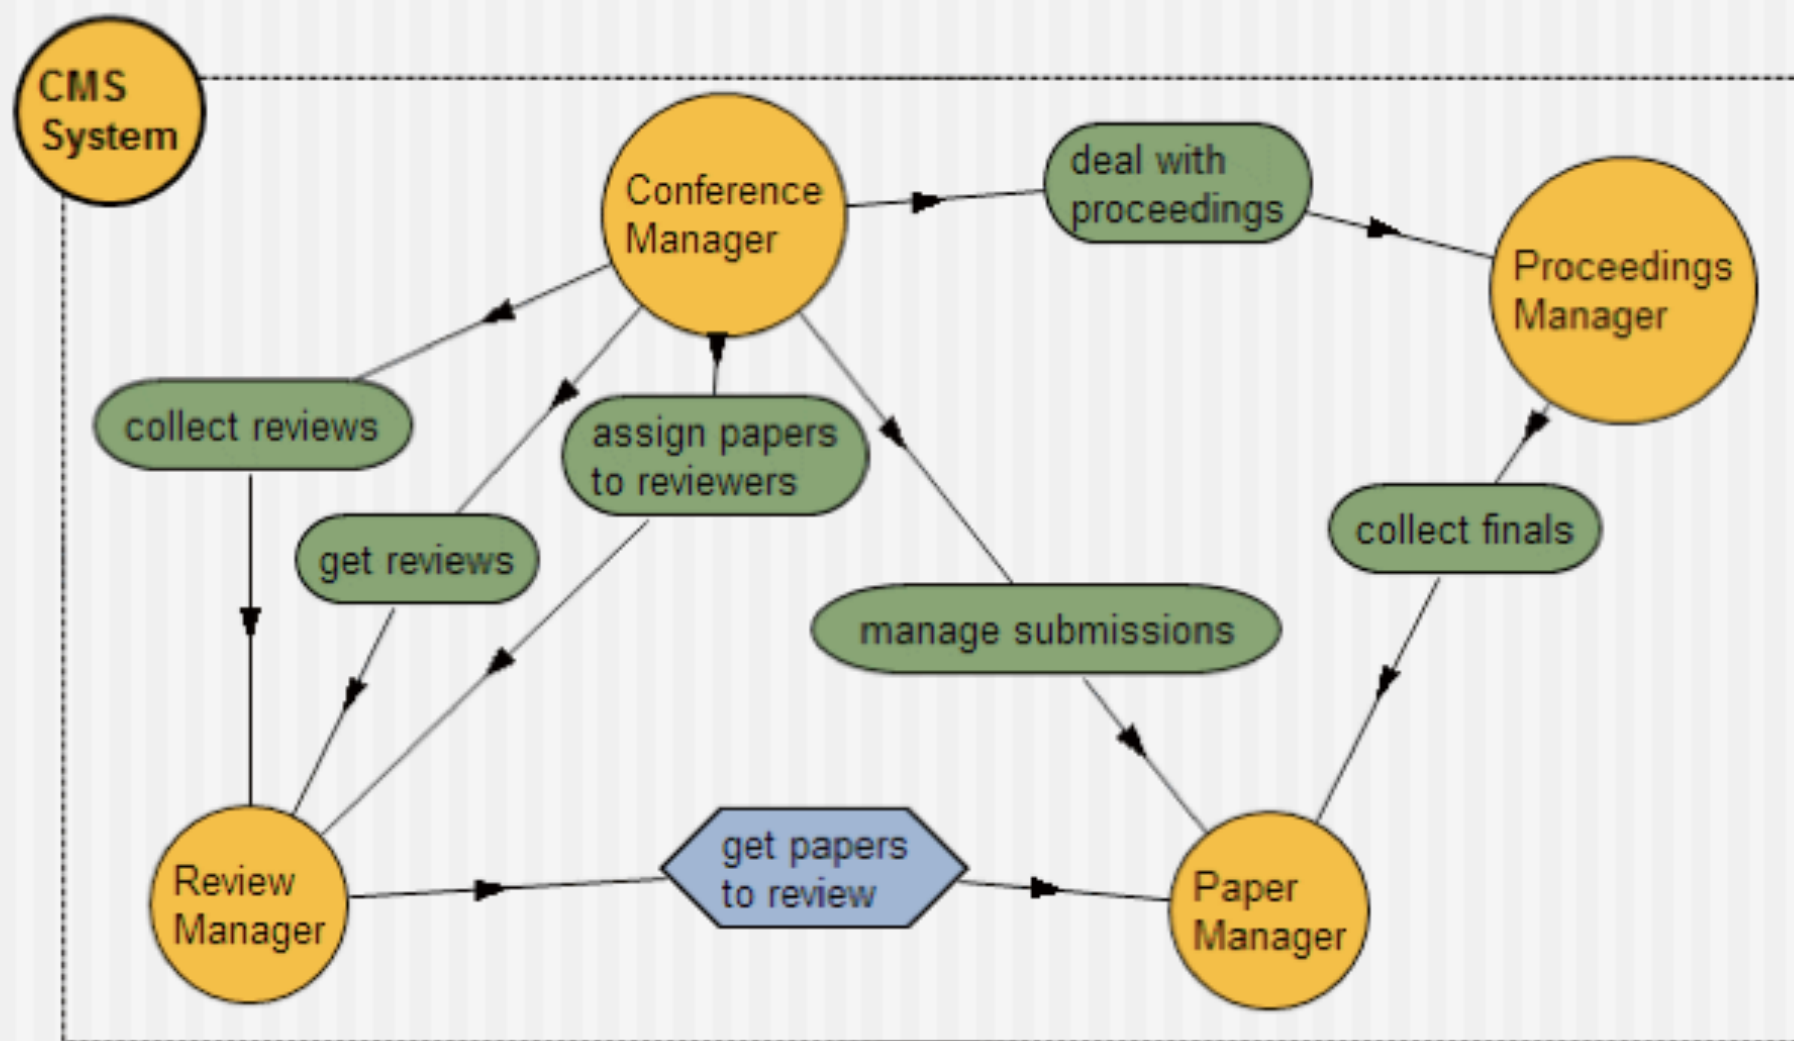 CMS
System
Conference
Manager
deal with
proceedings
Proceedings
Manager
collect reviews
assign papers
to reviewers
get reviews
collect finals
manage submissions
get papers
to review
Review
Manager
Paper
Manager